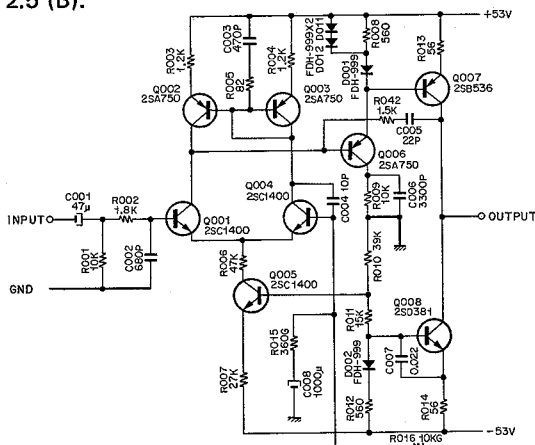 2.5 (B).
+53V
R003
1.2K
C003
470P
R004
1.2K
R005
82
FDH-999X2
D012 D011
R008
560
D001
FDH-999
R013
56
Q002
2SA750
Q003
2SA750
Q007
2SB536
R042
1.5K
C005
22P
Q006
2SA750
C001
47μ
R002
1.8K
INPUT
R001
10K
C002
680P
GND
Q004
2SC1400
Q001
2SC1400
C004 10P
R009
10K
C006
3300P
OUTPUT
R006
47K
R010
39K
Q005
2SC1400
R015
360G
C008
1000μ
R011
15K
Q008
2SD381
D002
FDH-999
C007
0.022
R007
27K
R012
560
R014
56
R016 10KG
-53V